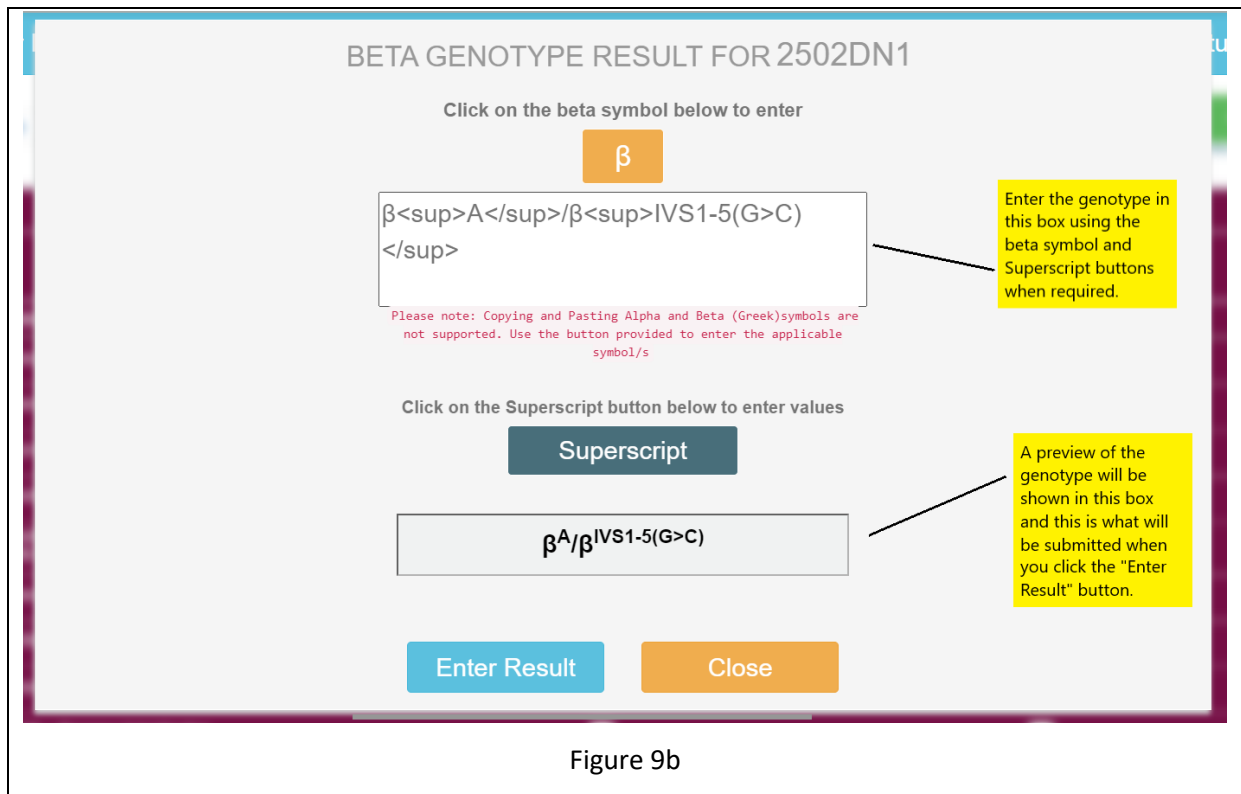 BETA GENOTYPE RESULT FOR 2502DN1
Click on the beta symbol below to enter
β
β<sup>A</sup>/β<sup>IVS1-5(G>C)
</sup>
Enter the genotype in
this box using the
beta symbol and
Superscript buttons
when required.
Please note: Copying and Pasting Alpha and Beta (Greek)symbols are
not supported. Use the button provided to enter the applicable
symbol/s
Click on the Superscript button below to enter values
Superscript
A preview of the
genotype will be
shown in this box
and this is what will
be submitted when
you click the "Enter
Result" button.
β^A/β^IVS1-5(G>C)
Enter Result
Close
Figure 9b